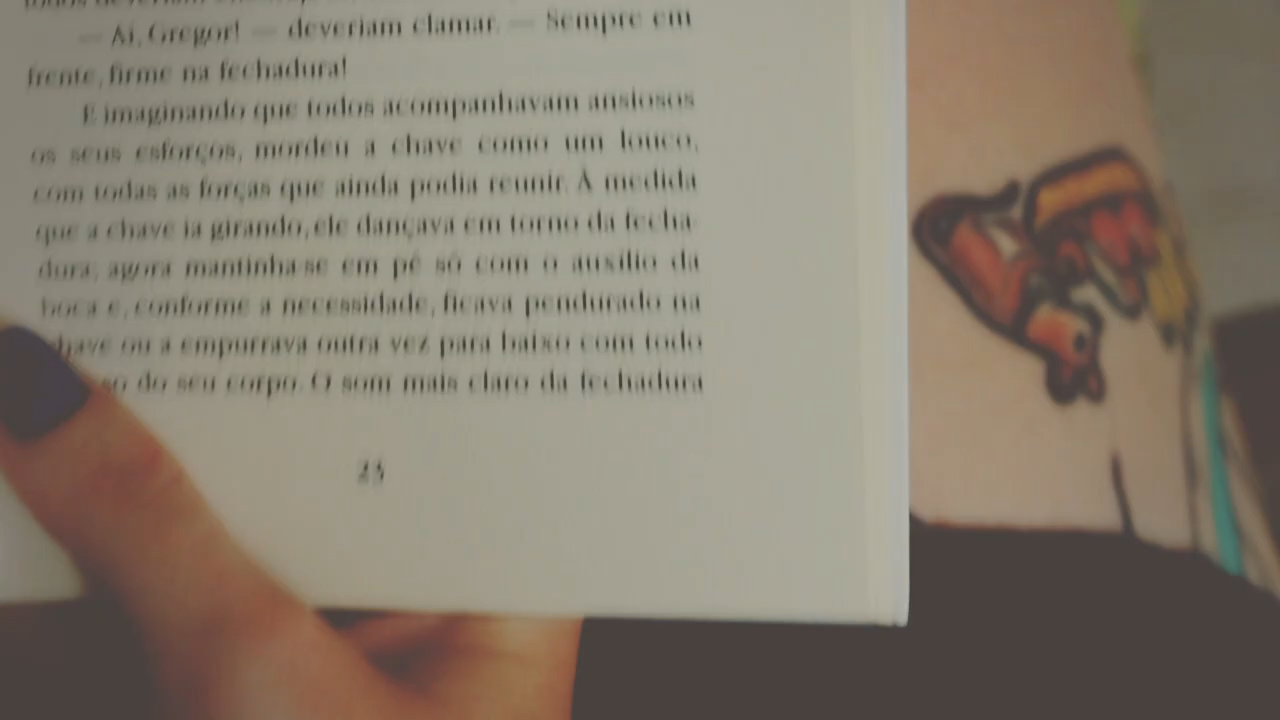 — Ai, Gregor! — deveriam clamar. — Sempre em
frente, firme na fechadura!
E imaginando que todos acompanhavam ansiosos
os seus esforços, mordeu a chave como um louco,
com todas as forças que ainda podia reunir. À medida
que a chave ia girando, ele dançava em torno da fecha-
dura; agora mantinha-se em pé só com o auxílio da
boca e, conforme a necessidade, ficava pendurado na
chave ou a empurrava outra vez para baixo com todo
do seu corpo. O som mais claro da fechadura
25